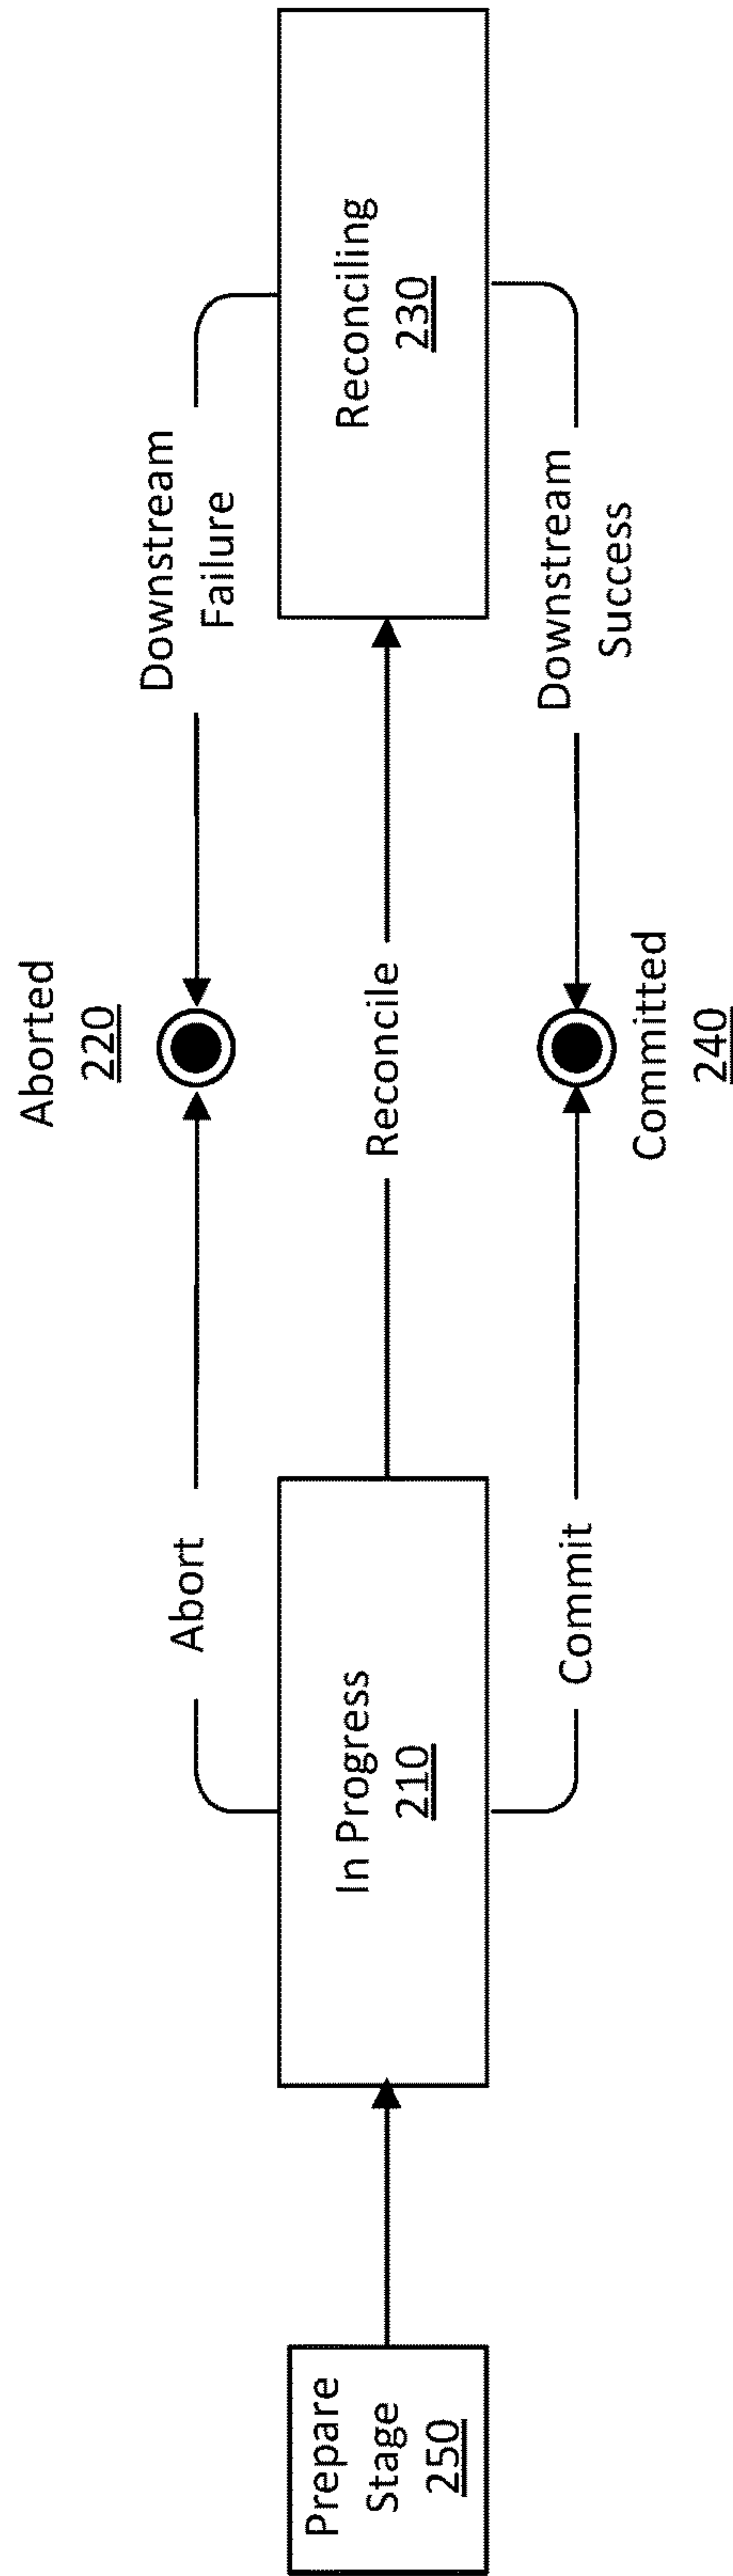 Aborted
220
Abort
Downstream
Failure
Prepare
Stage
250
In Progress
210
Reconcile
Reconciling
230
Commit
Downstream
Success
Committed
240